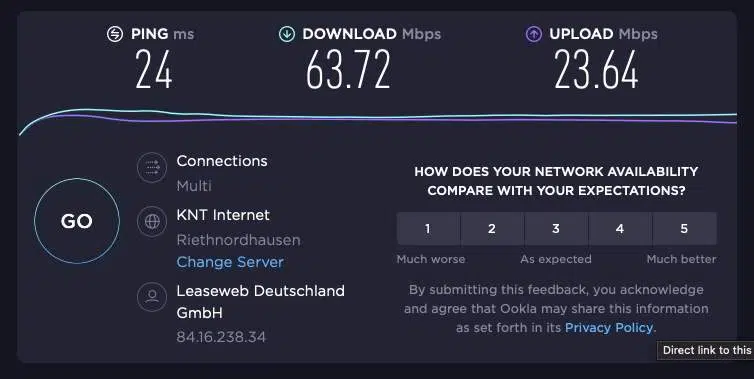 PING ms
24
DOWNLOAD Mbps
63.72
UPLOAD Mbps
23.64
GO
Connections
Multi
KNT Internet
Riethnordhausen
Change Server
Leaseweb Deutschland
GmbH
84.16.238.34
HOW DOES YOUR NETWORK AVAILABILITY
COMPARE WITH YOUR EXPECTATIONS?
1 2 3 4 5
Much worse As expected Much better
By submitting this feedback, you acknowledge
and agree that Ookla may share this information
as set forth in its Privacy Policy.
Direct link to this